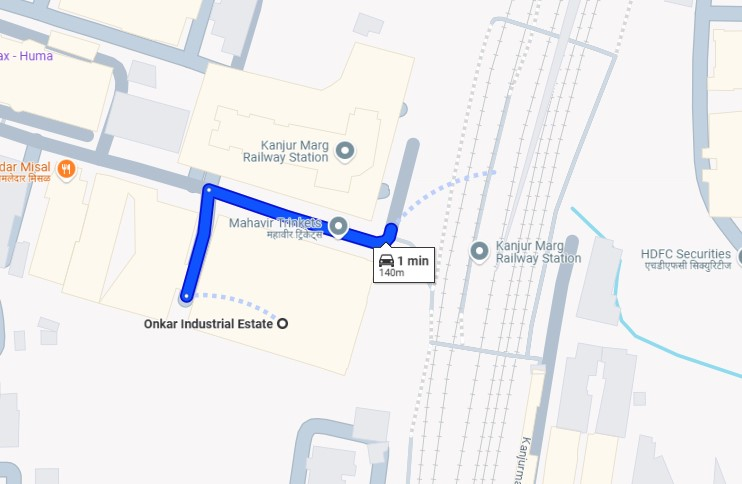 ax - Huma
Kanjur Marg
Railway Station
dar Misal
मलेदार मिसळ
Mahavir Trinkets
महावीर ट्रिंकेट्स
Kanjur Marg
Railway Station
HDFC Securities
एचडीएफसी सिक्युरिटीज
1 min
140m
Onkar Industrial Estate
Kanjurma